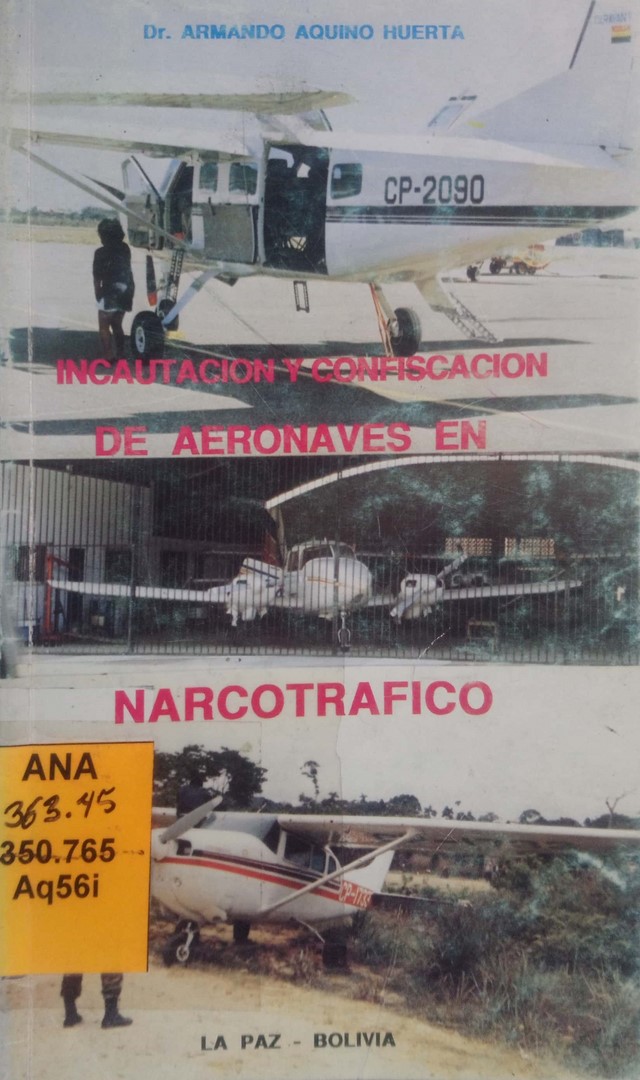 Dr. ARMANDO AQUINO HUERTA
CP-2090
INCAUTACION Y CONFISCACION
DE AERONAVES EN
NARCOTRAFICO
ANA
363.45
350.765
Aq56i
LA PAZ - BOLIVIA